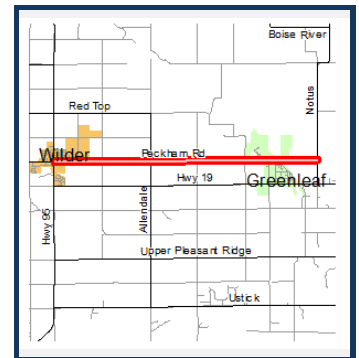 Boise River
Notus
Red Top
Wilder
Peckham Rd
Hwy 19
Greenleaf
Allendale
Hwy 95
Upper Pleasant Ridge
Ustick